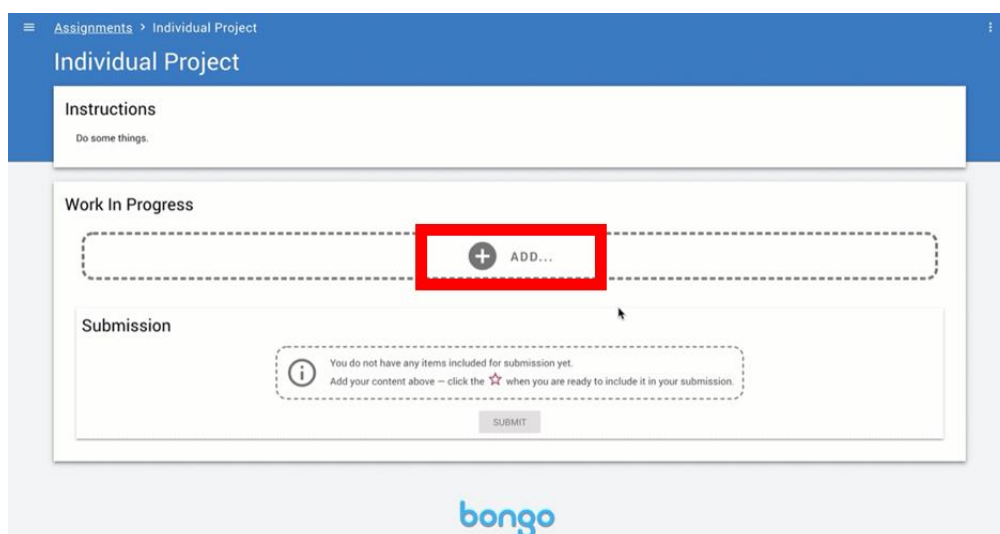 Assignments > Individual Project
Individual Project
Instructions
Do some things.
Work In Progress
ADD...
Submission
You do not have any items included for submission yet.
Add your content above – click the ☆ when you are ready to include it in your submission.
SUBMIT
bongo